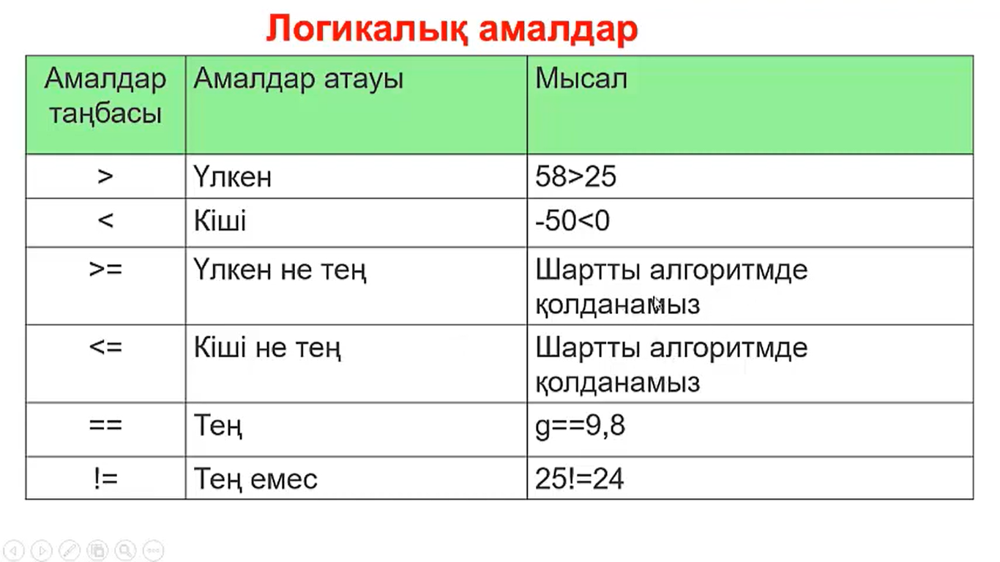 Логикалық амалдар
Амалдар таңбасы
Амалдар атауы
Мысал
>
Үлкен
58>25
<
Кіші
-50<0
>=
Үлкен не тең
Шартты алгоритмде
қолданамыз
<=
Кіші не тең
Шартты алгоритмде
қолданамыз
==
Тең
g==9,8
!=
Тең емес
25!=24